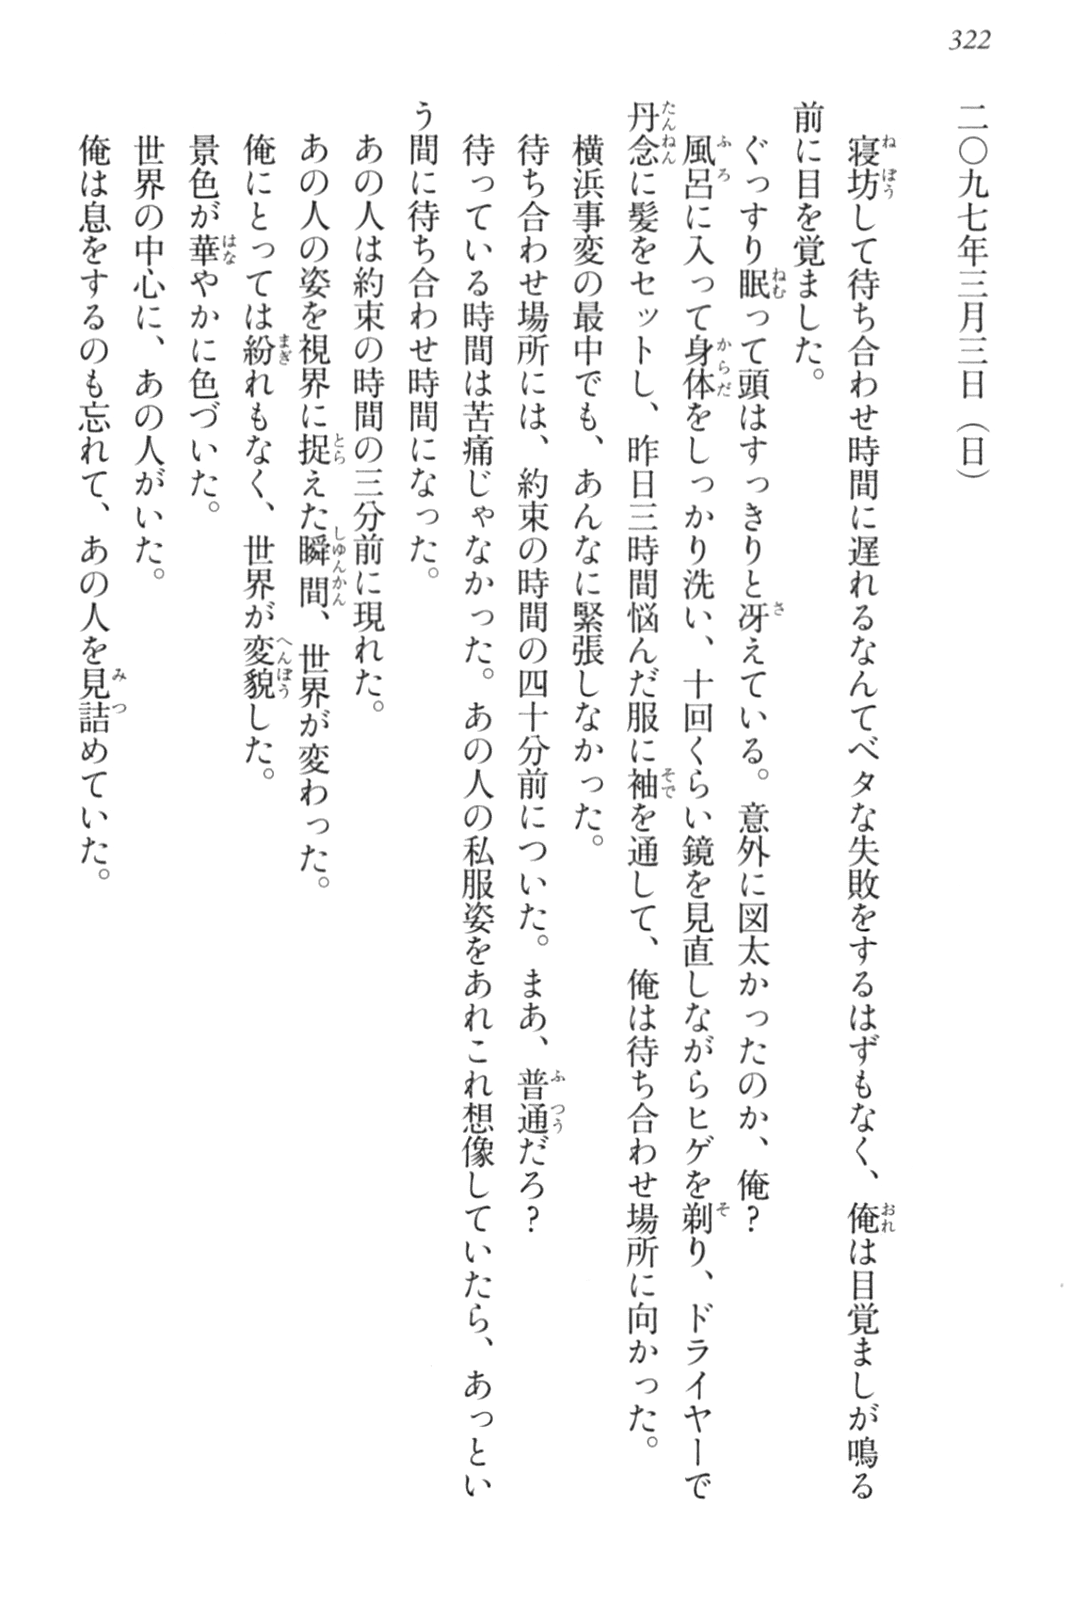 322
二〇九七年三月三日（日）
寝坊して待ち合わせ時間に遅れるなんてベタな失敗をするはずもなく、俺は目覚ましが鳴る
前に目を覚ました。
ぐっすり眠って頭はすっきりと冴えている。意外に図太かったのか、俺？
風呂に入って身体をしっかり洗い、十回くらい鏡を見直しながらヒゲを剃り、ドライヤーで
丹念に髪をセットし、昨日三時間悩んだ服に袖を通して、俺は待ち合わせ場所に向かった。
横浜事変の最中でも、あんなに緊張しなかった。
待ち合わせ場所には、約束の時間の四十分前についた。まあ、普通だろ？
待っている時間は苦痛じゃなかった。あの人の私服姿をあれこれ想像していたら、あっとい
う間に待ち合わせ時間になった。
あの人は約束の時間の三分前に現れた。
あの人の姿を視界に捉えた瞬間、世界が変わった。
俺にとっては紛れもなく、世界が変貌した。
景色が華やかに色づいた。
世界の中心に、あの人がいた。
俺は息をするのも忘れて、あの人を見詰めていた。